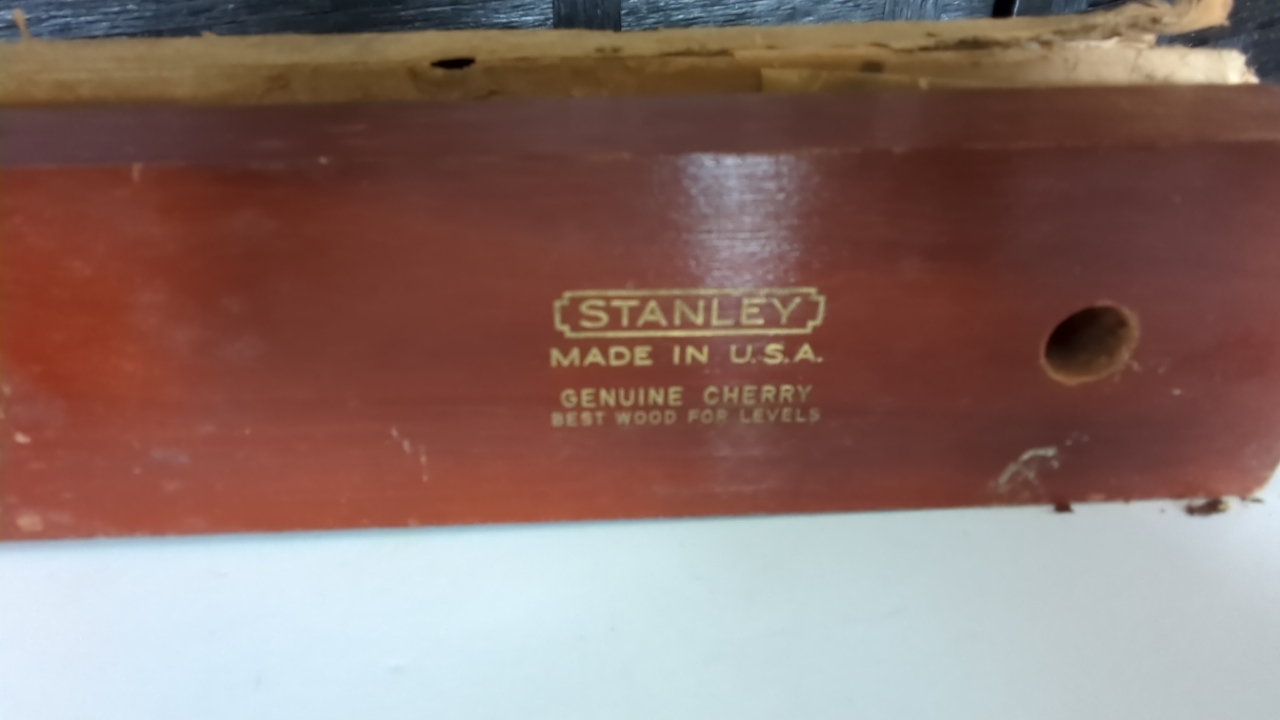 STANLEY
MADE IN U.S.A.
GENUINE CHERRY
BEST WOOD FOR LEVELS